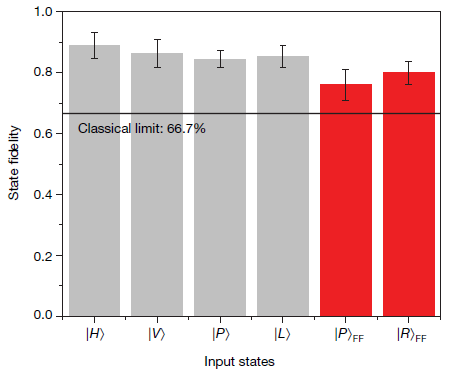 State fidelity
1.0
0.8
0.6
0.4
0.2
0.0
Classical limit: 66.7%
|H⟩ |V⟩ |P⟩ |L⟩ |P⟩FF |R⟩FF
Input states